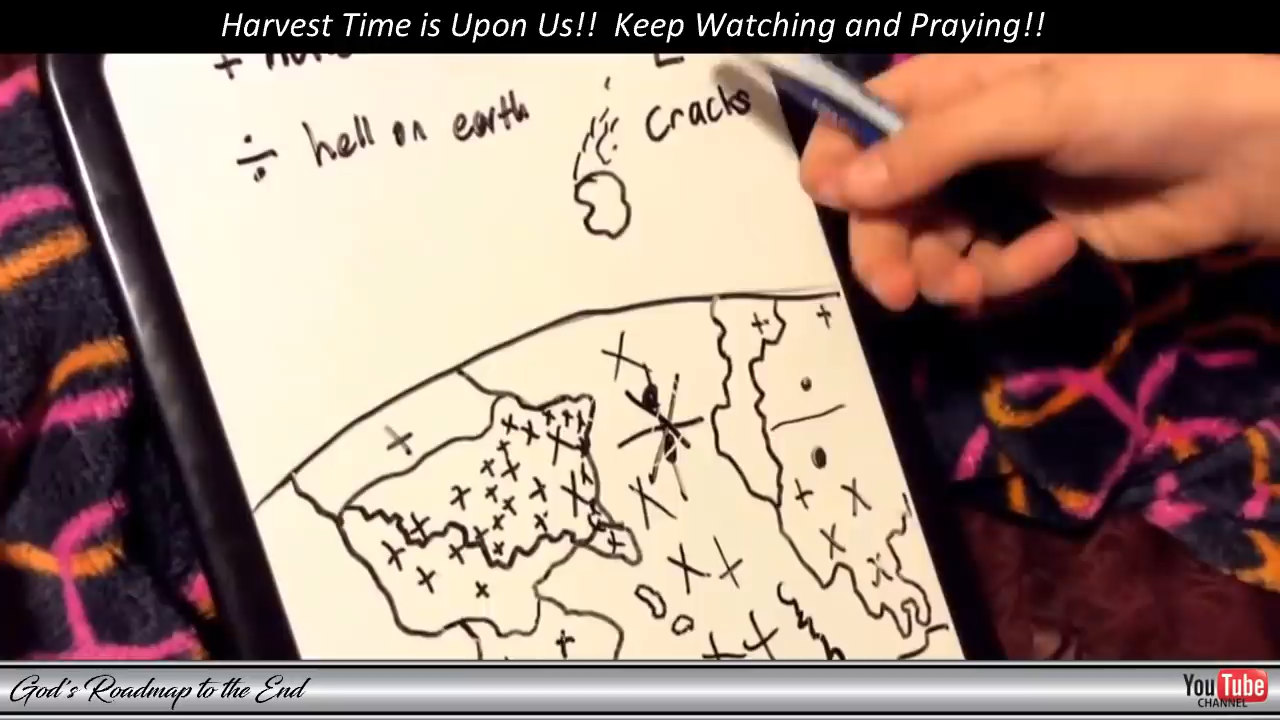 Harvest Time is Upon Us!! Keep Watching and Praying!!
÷ hell on earth
Cracks
God's Roadmap to the End
YouTube
CHANNEL